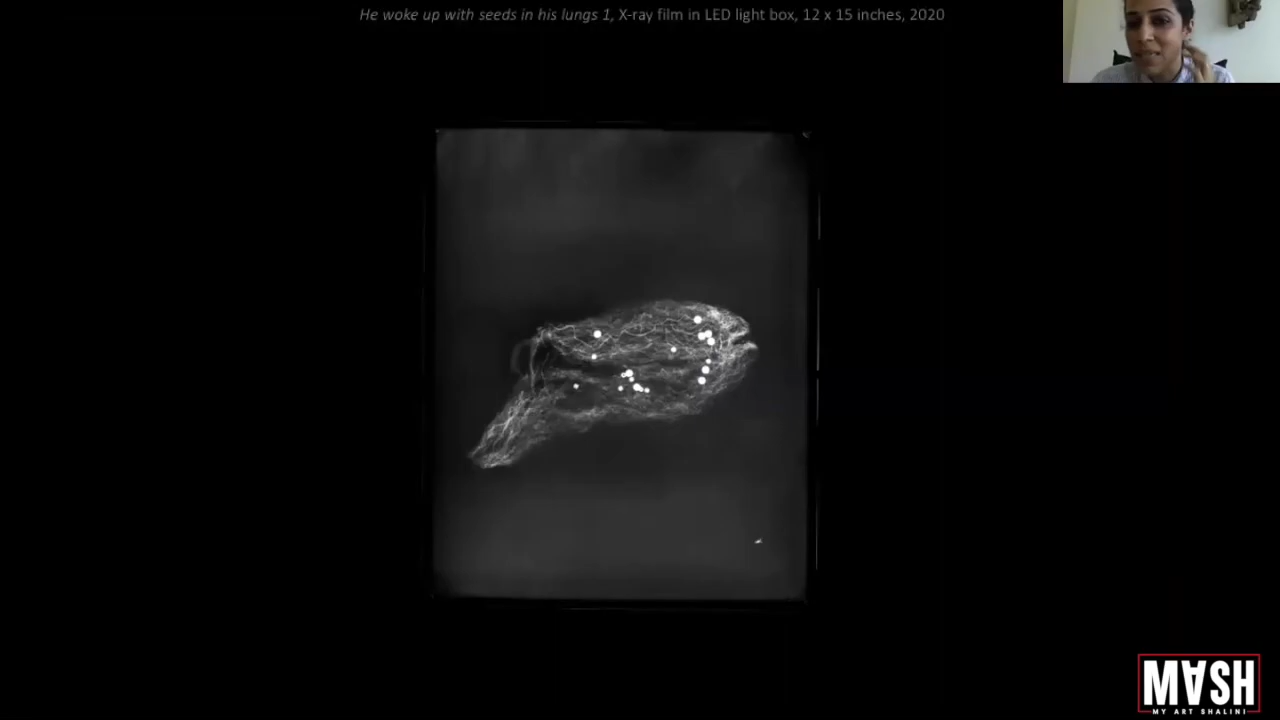 He woke up with seeds in his lungs 1, X-ray film in LED light box, 12 x 15 inches, 2020
MASH
MY ART SHALINI